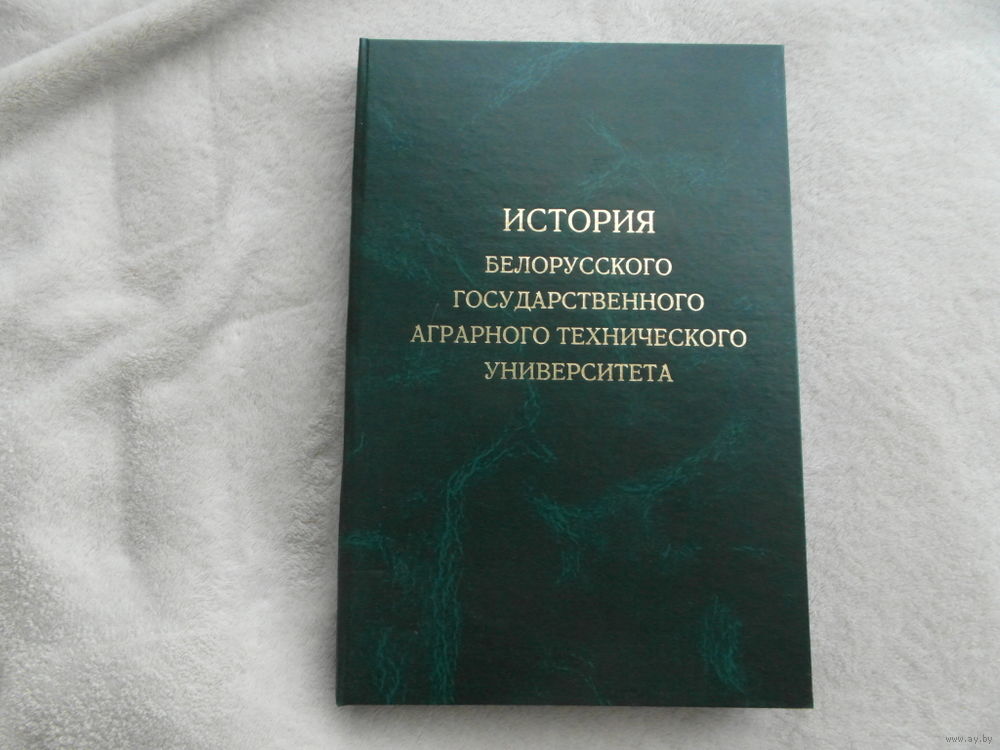 ИСТОРИЯ
БЕЛОРУССКОГО
ГОСУДАРСТВЕННОГО
АГРАРНОГО ТЕХНИЧЕСКОГО
УНИВЕРСИТЕТА
www.ay.by